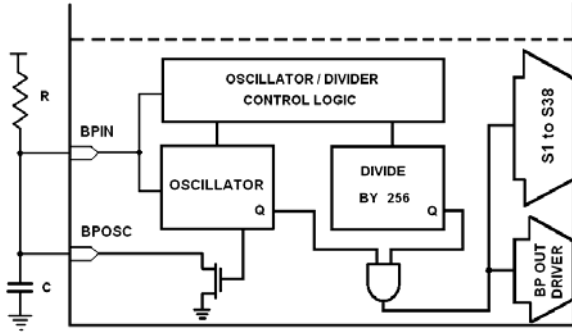 OSCILLATOR / DIVIDER
CONTROL LOGIC
R
BPIN
OSCILLATOR
Q
DIVIDE
BY 256
Q
S1 to S38
BPOSC
C
BP OUT
DRIVER